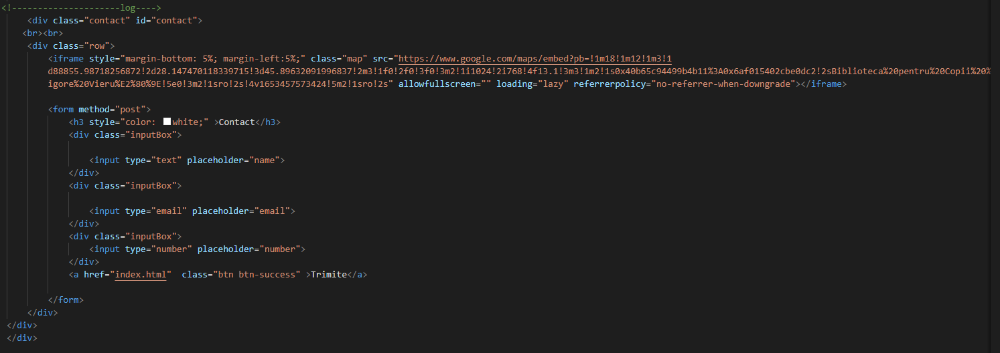 <!---------------------log---->
<div class="contact" id="contact">
<br><br>
<div class="row">
<iframe style="margin-bottom: 5%; margin-left:5%;" class="map" src="https://www.google.com/maps/embed?pb=!1m18!1m12!1m3!1
d88855.98718256872!2d28.147470118339715!3d45.89632091996837!2m3!1f0!2f0!3f0!3m2!1i1024!2i768!4f13.1!3m3!1m2!1s0x40b65c94499b4b11%3A0x6af015402cbe0dc2!2sBiblioteca%20pentru%20Copii%20%
igore%20Vieru%E2%80%9E!5e0!3m2!1sro!2s!4v1653457573424!5m2!1sro!2s" allowfullscreen="" loading="lazy" referrerpolicy="no-referrer-when-downgrade"></iframe>
<form method="post">
<h3 style="color: white;" >Contact</h3>
<div class="inputBox">
<input type="text" placeholder="name">
</div>
<div class="inputBox">
<input type="email" placeholder="email">
</div>
<div class="inputBox">
<input type="number" placeholder="number">
</div>
<a href="index.html"  class="btn btn-success" >Trimite</a>
</form>
</div>
</div>
</div>